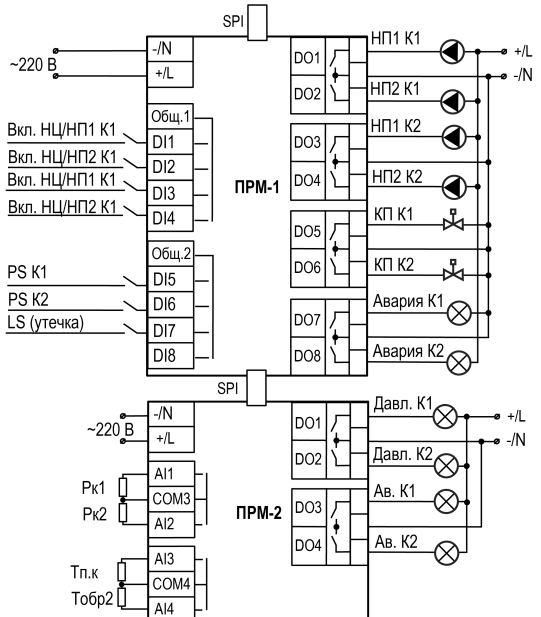 SPI
~220 В
-/N
+/L
Общ.1
Вкл. НЦ/НП1 К1
DI1
Вкл. НЦ/НП2 К1
DI2
Вкл. НЦ/НП1 К1
DI3
Вкл. НЦ/НП2 К1
DI4
Общ.2
PS К1
DI5
PS К2
DI6
LS (утечка)
DI7
DI8
ПРМ-1
DO1
НП1 К1
+/L
-/N
DO2
НП2 К1
DO3
НП1 К2
DO4
НП2 К2
DO5
КП К1
DO6
КП К2
DO7
Авария К1
DO8
Авария К2
SPI
~220 В
-/N
+/L
Рк1
AI1
COM3
Рк2
AI2
Тп.к
AI3
COM4
Тобр2
AI4
ПРМ-2
DO1
Давл. К1
+/L
-/N
DO2
Давл. К2
DO3
Ав. К1
DO4
Ав. К2